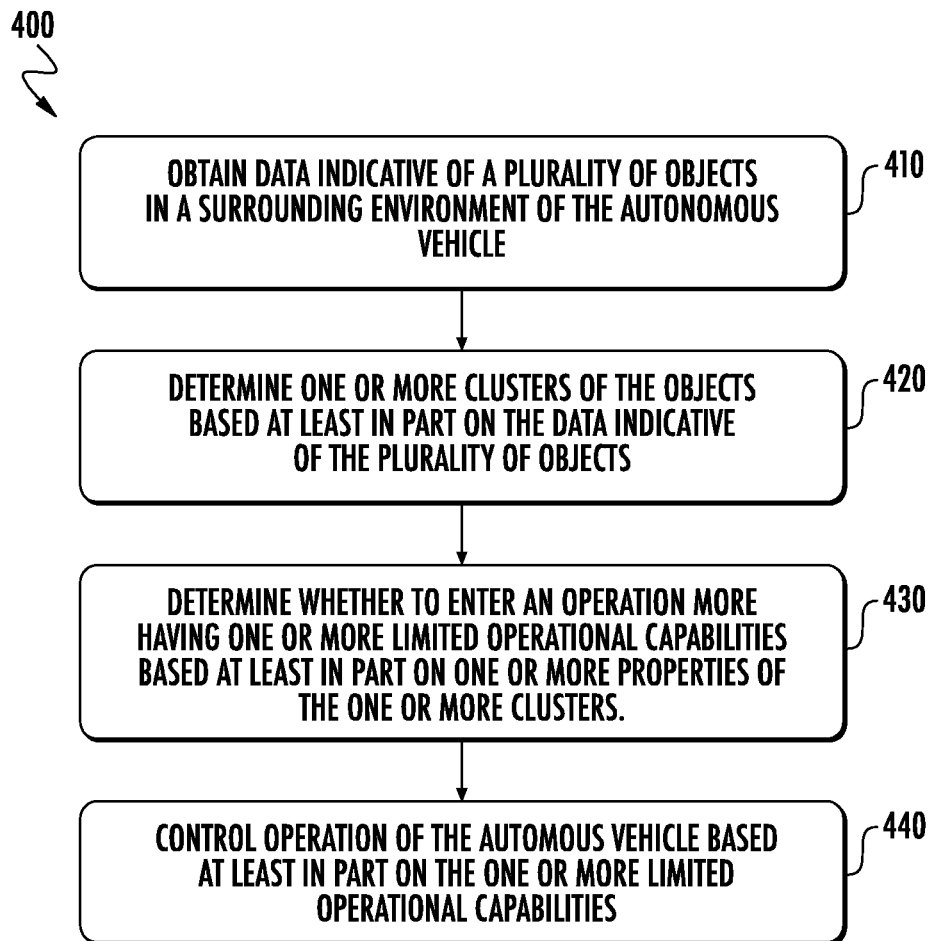 400
OBTAIN DATA INDICATIVE OF A PLURALITY OF OBJECTS
IN A SURROUNDING ENVIRONMENT OF THE AUTONOMOUS
VEHICLE
410
DETERMINE ONE OR MORE CLUSTERS OF THE OBJECTS
BASED AT LEAST IN PART ON THE DATA INDICATIVE
OF THE PLURALITY OF OBJECTS
420
DETERMINE WHETHER TO ENTER AN OPERATION MORE
HAVING ONE OR MORE LIMITED OPERATIONAL CAPABILITIES
BASED AT LEAST IN PART ON ONE OR MORE PROPERTIES OF
THE ONE OR MORE CLUSTERS.
430
CONTROL OPERATION OF THE AUTOMOUS VEHICLE BASED
AT LEAST IN PART ON THE ONE OR MORE LIMITED
OPERATIONAL CAPABILITIES
440